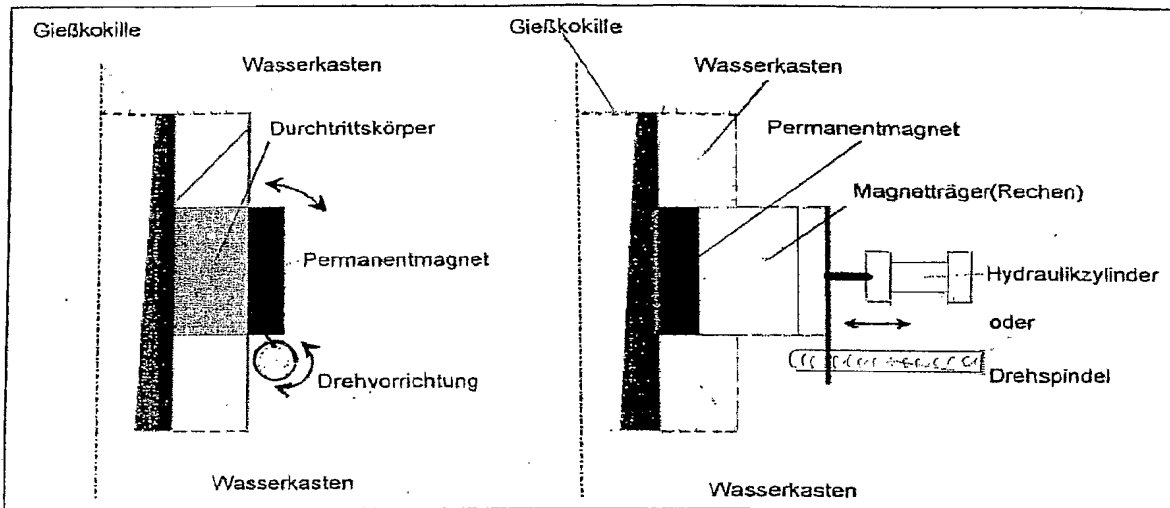 Gießkokille
Wasserkasten
Durchtrittskörper
Permanentmagnet
Drehvorrichtung
Wasserkasten
Gießkokille
Wasserkasten
Permanentmagnet
Magnetträger(Rechen)
Hydraulikzylinder
oder
Drehspindel
Wasserkasten